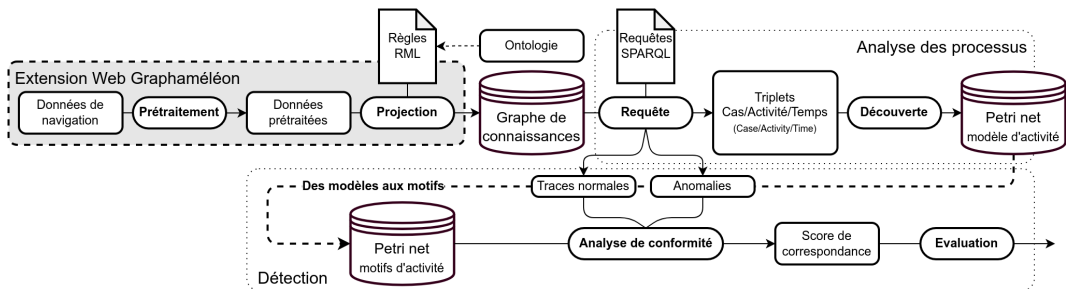 Règles
RML
Ontologie
Requêtes
SPARQL
Analyse des processus
Extension Web Graphaméléon
Données de
navigation
Prétraitement
Données
prétraitées
Projection
Graphe de
connaissances
Requête
Triplets
Cas/Activité/Temps
(Case/Activity/Time)
Découverte
Petri net
modèle d'activité
Des modèles aux motifs
Traces normales
Anomalies
Petri net
motifs d'activité
Analyse de conformité
Score de
correspondance
Evaluation
Détection